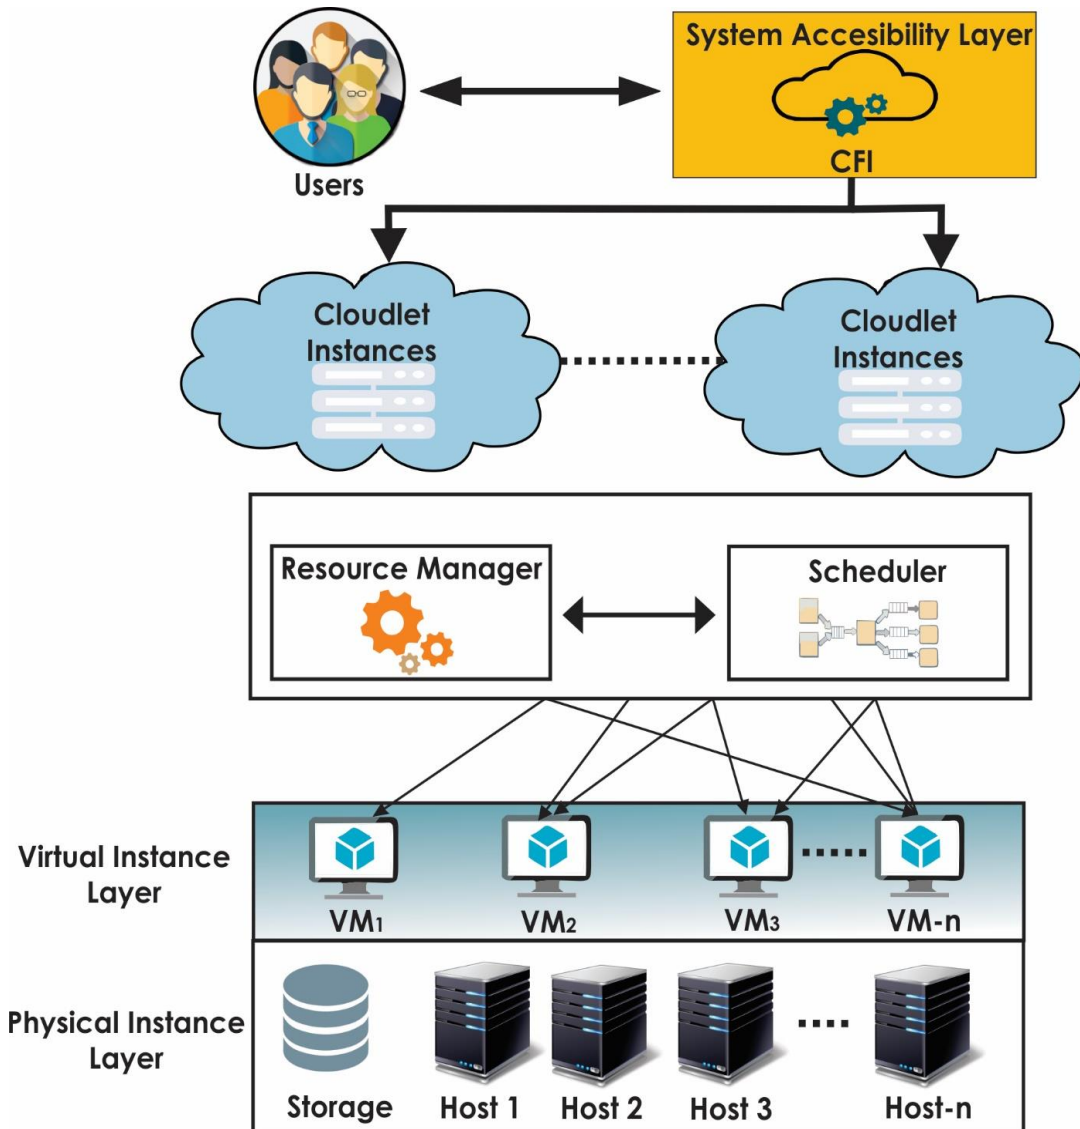 System Accesibility Layer
CFI
Users
Cloudlet
Instances
Cloudlet
Instances
Resource Manager
Scheduler
Virtual Instance
Layer
VM1
VM2
VM3
VM-n
Physical Instance
Layer
Storage
Host 1
Host 2
Host 3
Host-n